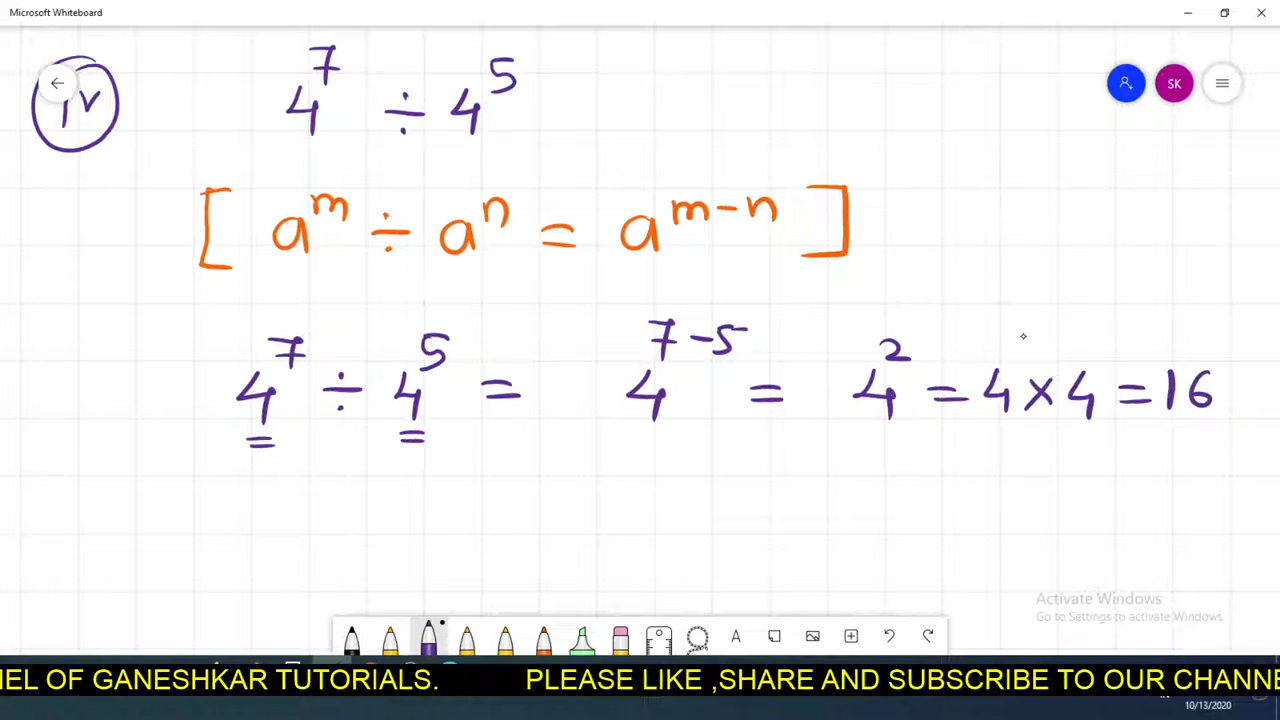 Microsoft Whiteboard
iv 4^7 ÷ 4^5
SK
[ a^m ÷ a^n = a^(m-n) ]
4^7 ÷ 4^5 = 4^(7-5) = 4^2 = 4 × 4 = 16
Activate Windows
Go to Settings to activate Windows.
A
NEL OF GANESHKAR TUTORIALS. PLEASE LIKE ,SHARE AND SUBSCRIBE TO OUR CHANNE
10/13/2020